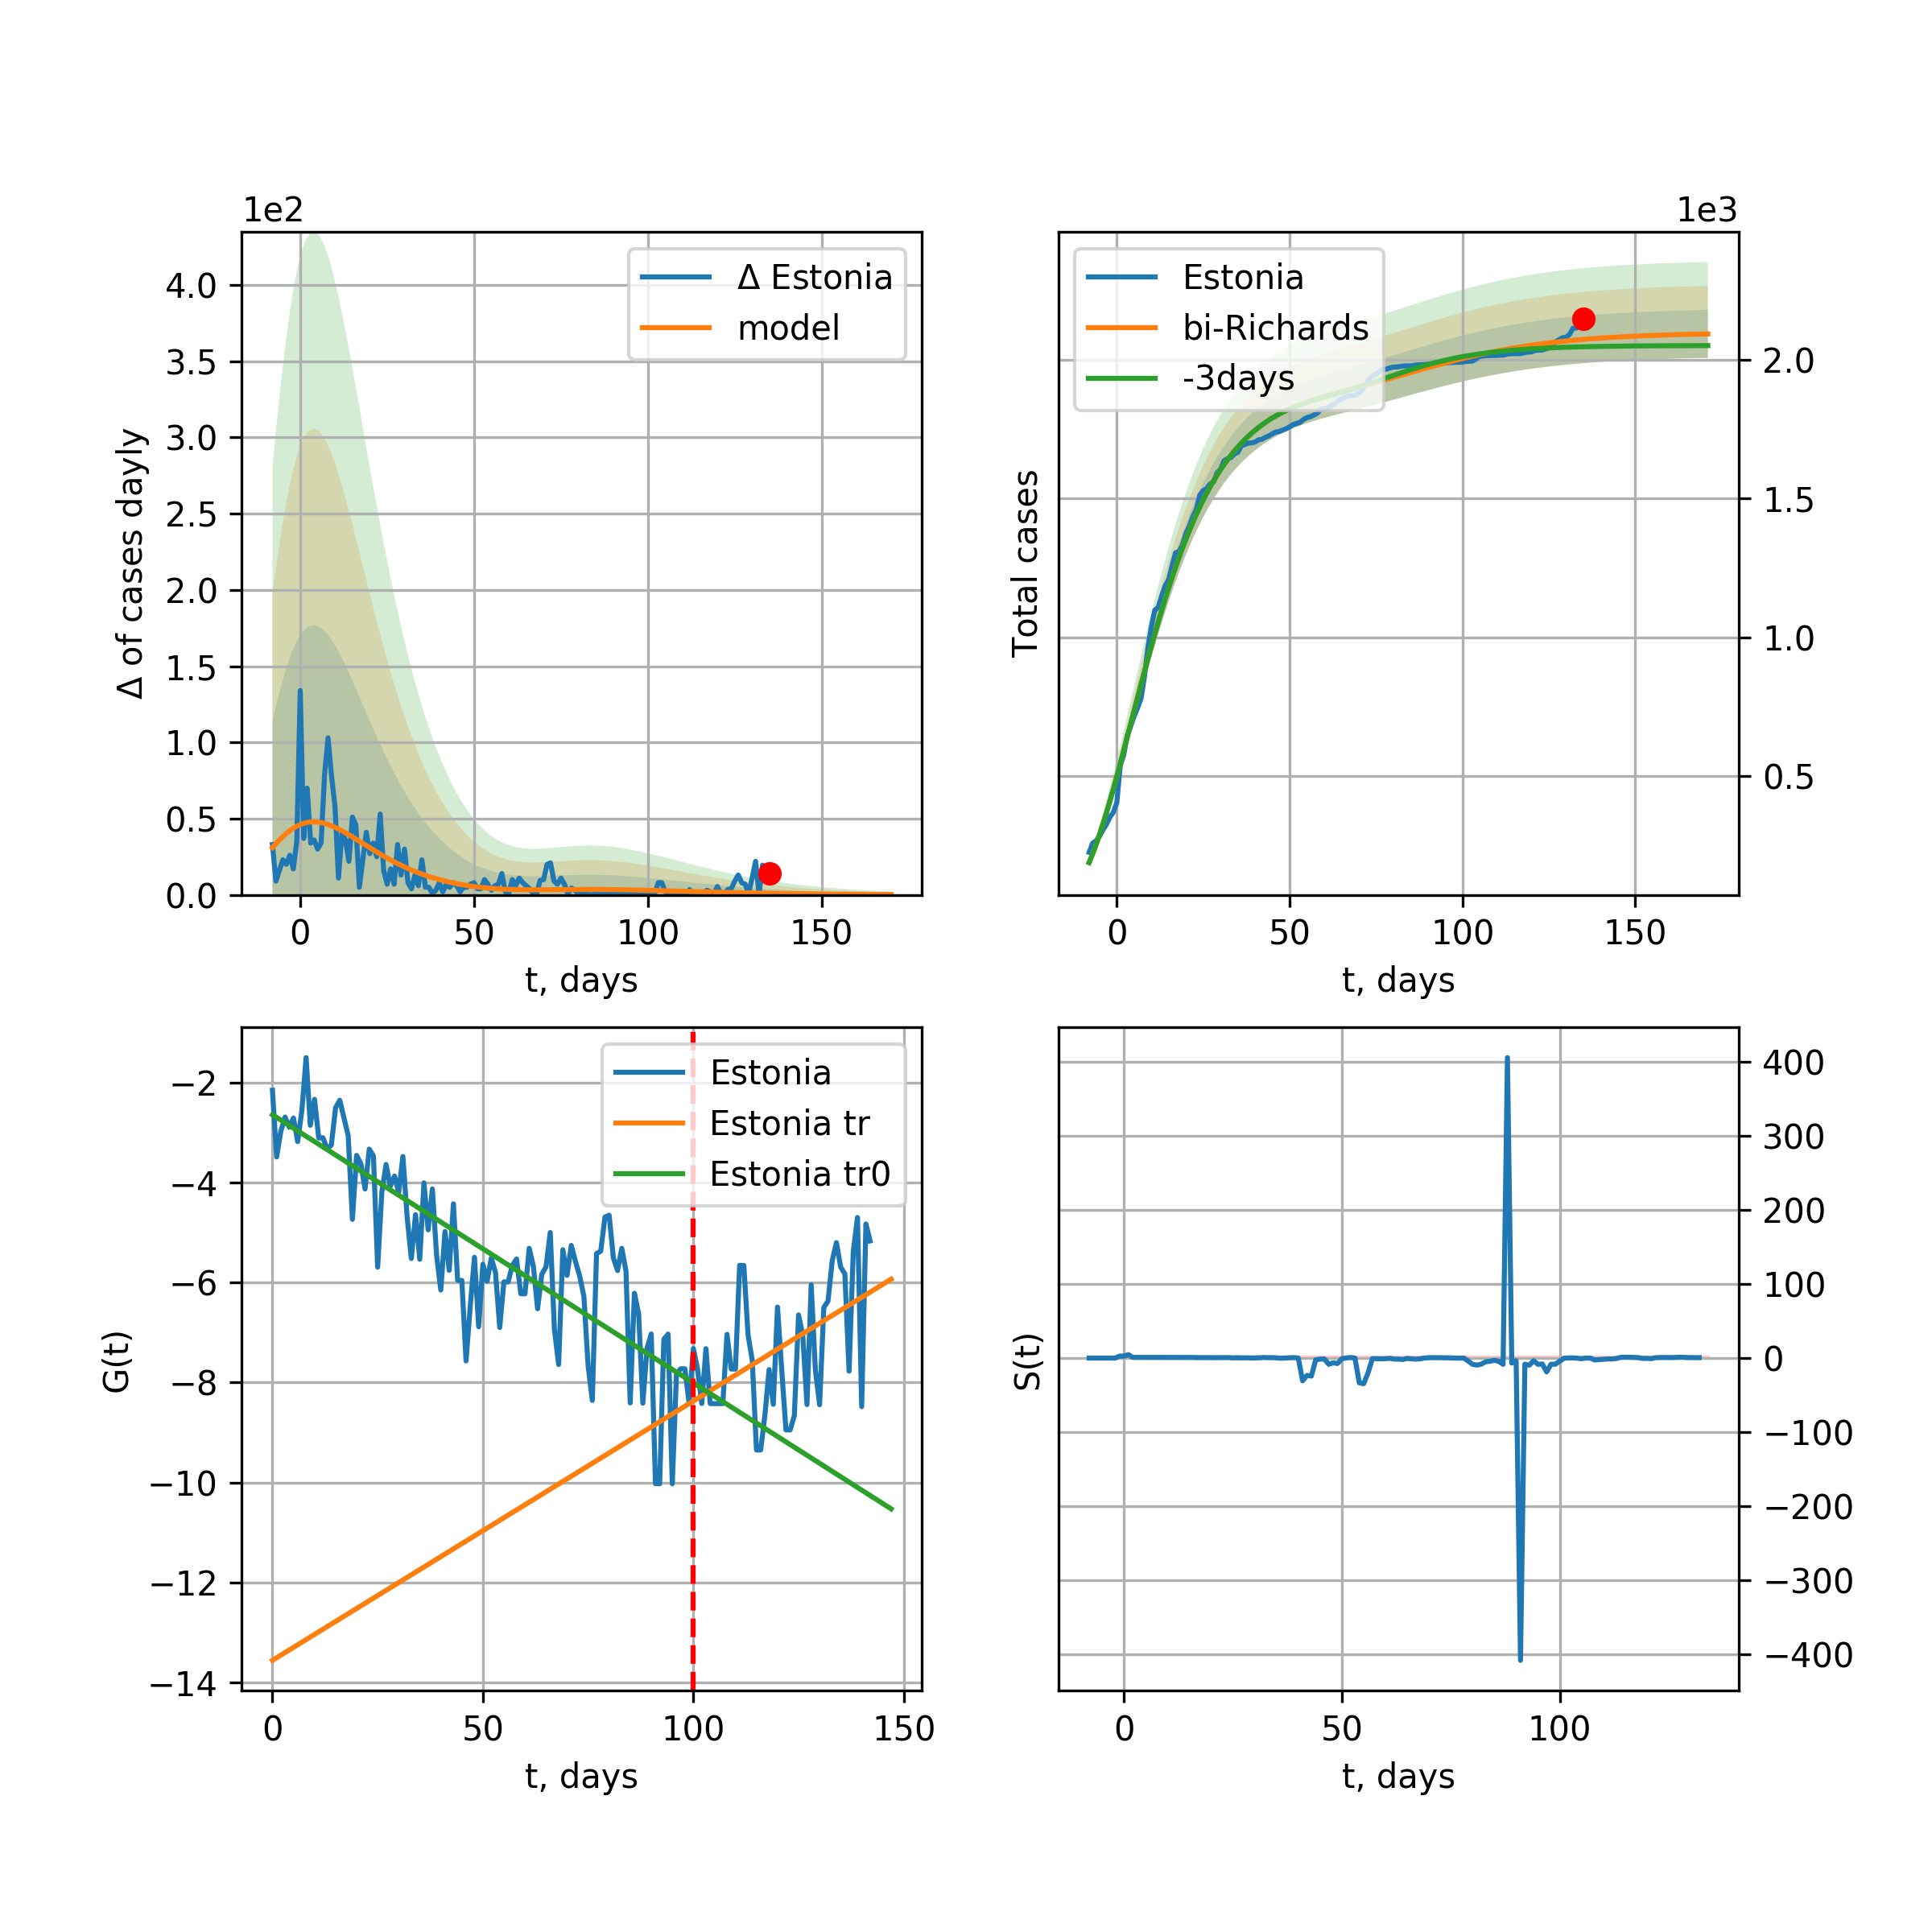 1e2
Δ Estonia
model
4.0
3.5
3.0
2.5
2.0
1.5
1.0
0.5
0.0
Δ of cases dayly
0 50 100 150
t, days
1e3
Estonia
bi-Richards
-3days
2.0
1.5
1.0
0.5
Total cases
0 50 100 150
t, days
Estonia
Estonia tr
Estonia tr0
−2
−4
−6
−8
−10
−12
−14
G(t)
0 50 100 150
t, days
400
300
200
100
0
−100
−200
−300
−400
S(t)
0 50 100
t, days